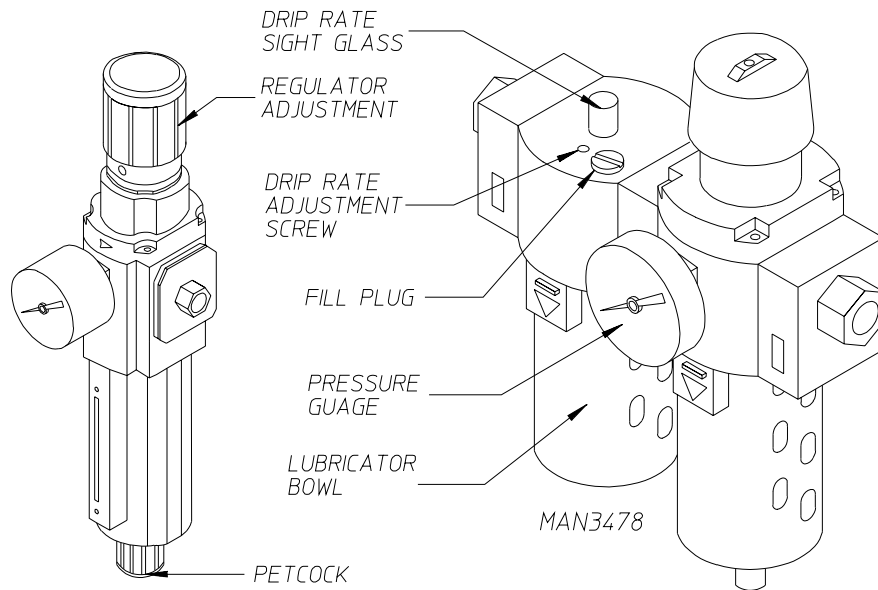 DRIP RATE
SIGHT GLASS
REGULATOR
ADJUSTMENT
DRIP RATE
ADJUSTMENT
SCREW
FILL PLUG
PRESSURE
GUAGE
LUBRICATOR
BOWL
MAN3478
PETCOCK